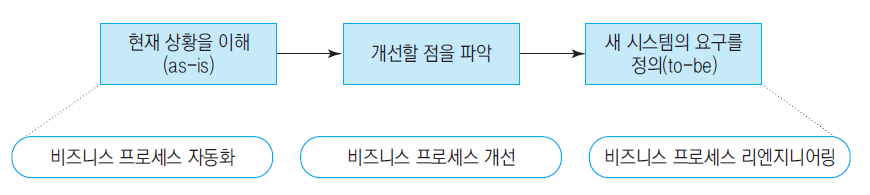 현재 상황을 이해
(as-is)
개선할 점을 파악
새 시스템의 요구를
정의(to-be)
비즈니스 프로세스 자동화
비즈니스 프로세스 개선
비즈니스 프로세스 리엔지니어링